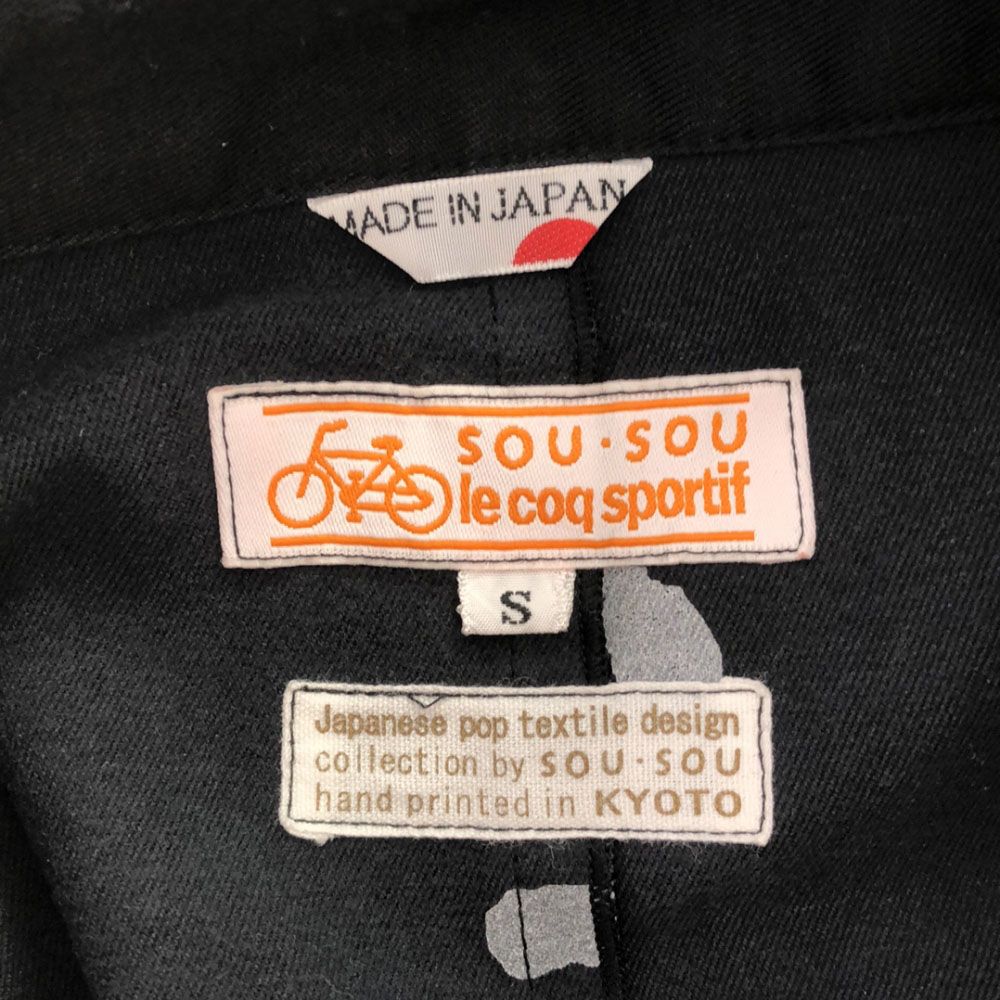 MADE IN JAPAN
SOU・SOU
le coq sportif
S
Japanese pop textile design
collection by SOU・SOU
hand printed in KYOTO